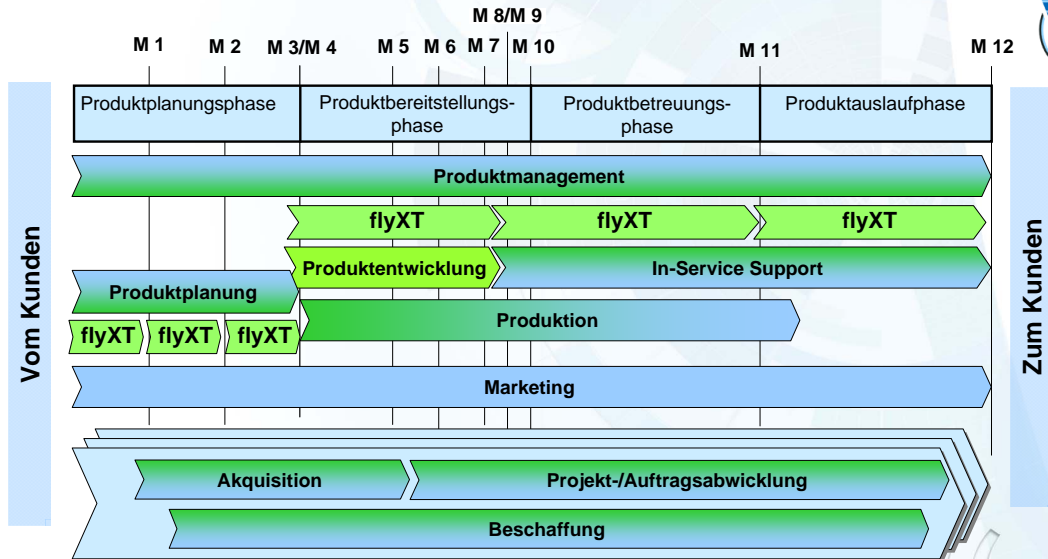 M 8/M 9
M 1 M 2 M 3/M 4 M 5 M 6 M 7 M 10 M 11 M 12
Vom Kunden
Produktplanungsphase
Produktbereitstellungs-
phase
Produktbetreuungs-
phase
Produktauslaufphase
Zum Kunden
Produktmanagement
flyXT flyXT flyXT
Produktentwicklung In-Service Support
Produktplanung
Produktion
flyXT flyXT flyXT
Marketing
Akquisition Projekt-/Auftragsabwicklung
Beschaffung